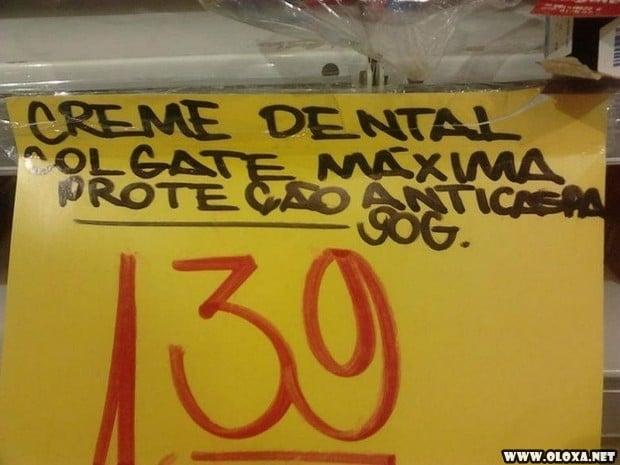 CREME DENTAL
COLGATE MÁXIMA
PROTEÇÃO ANTICASPA
90G.
1,39
WWW.OLOXA.NET